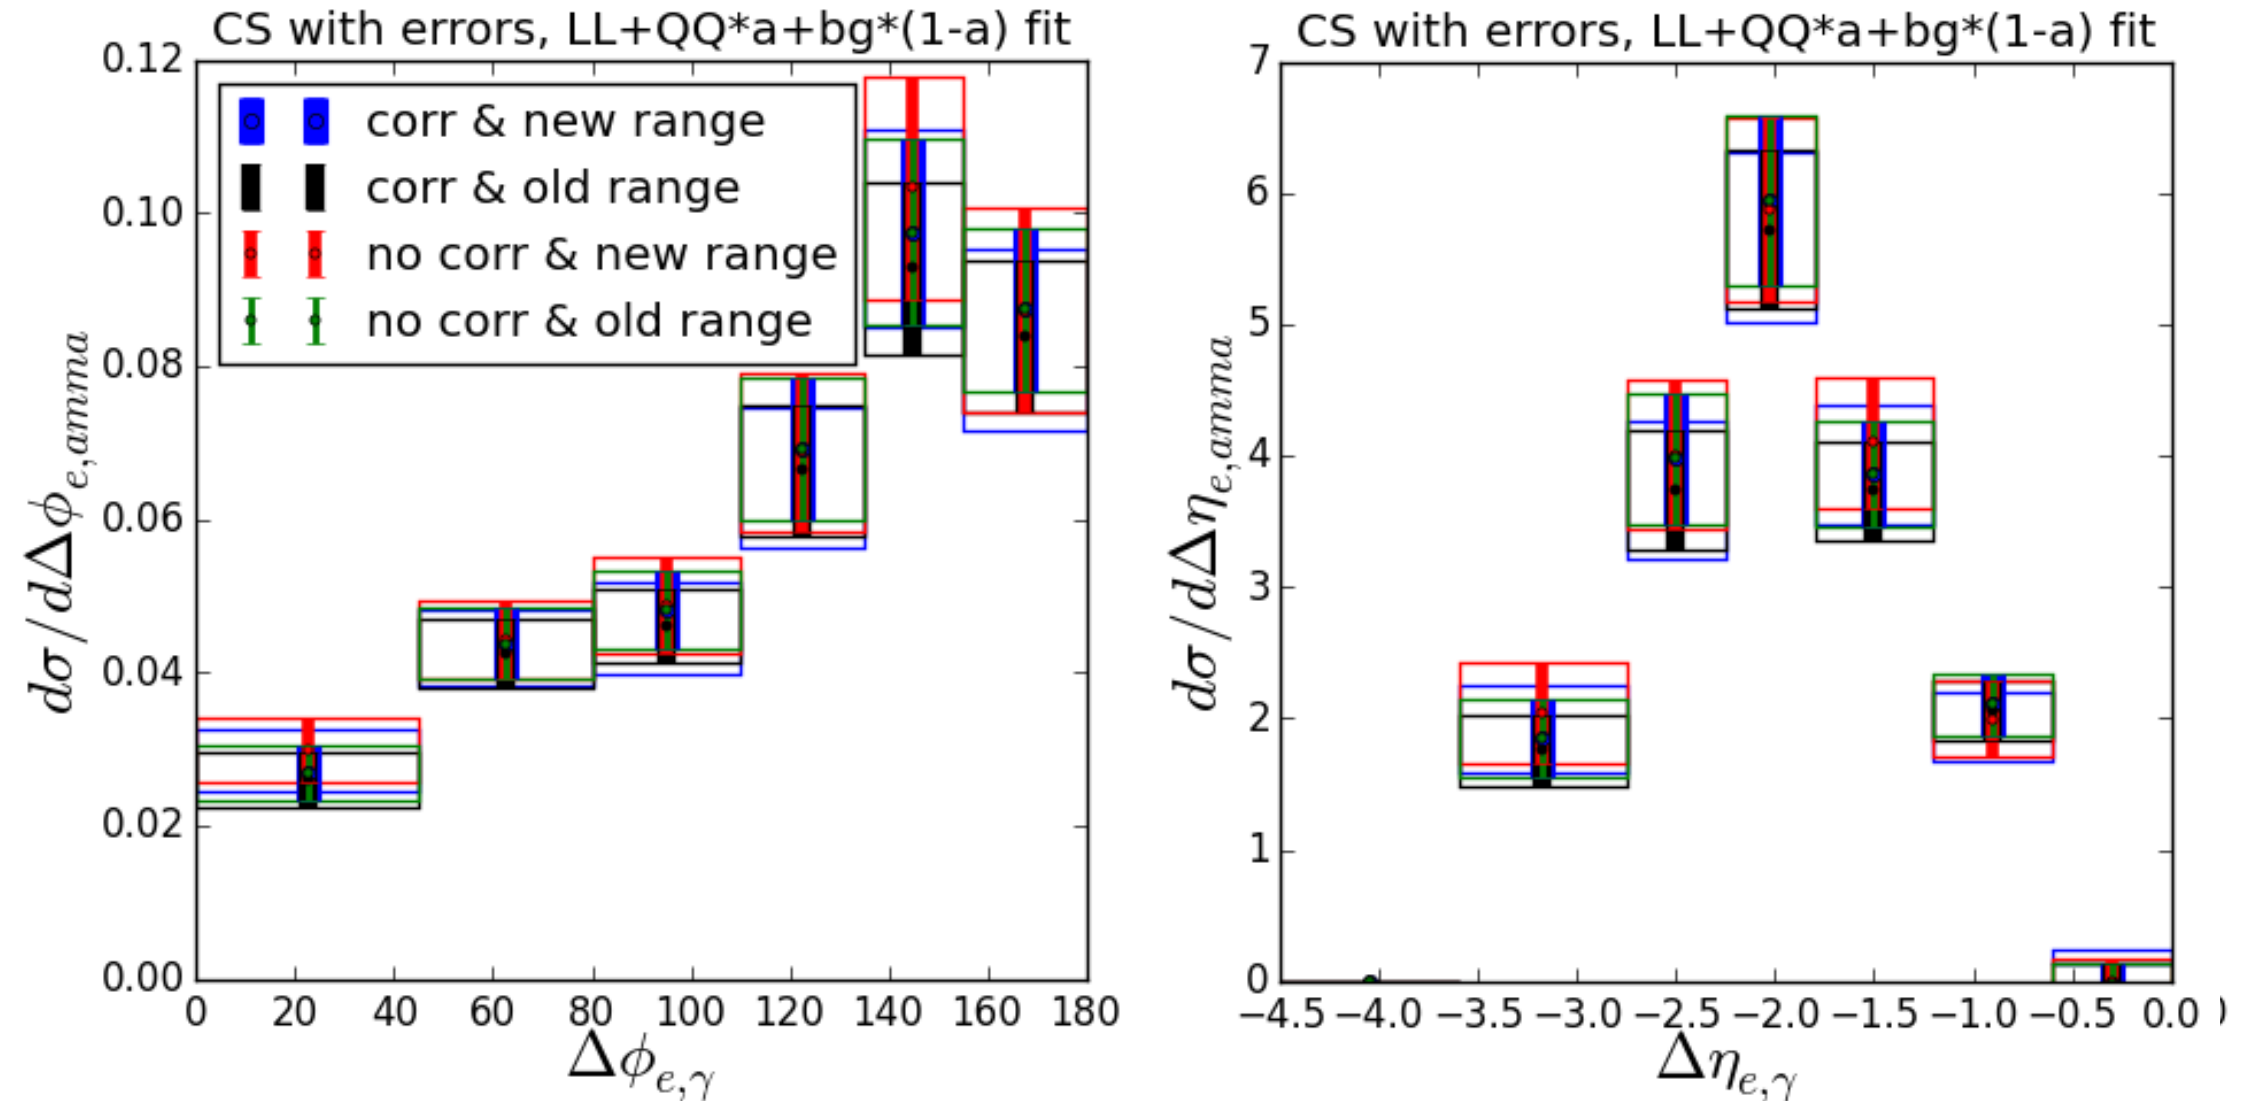 CS with errors, LL+QQ*a+bg*(1-a) fit
corr & new range
corr & old range
no corr & new range
no corr & old range
0.12
0.10
0.08
0.06
0.04
0.02
0.00
dσ/dΔϕ_{e,amma}
0 20 40 60 80 100 120 140 160 180
Δϕ_{e,γ}
CS with errors, LL+QQ*a+bg*(1-a) fit
7
6
5
4
3
2
1
0
dσ/dΔη_{e,amma}
−4.5 −4.0 −3.5 −3.0 −2.5 −2.0 −1.5 −1.0 −0.5 0.0
Δη_{e,γ}